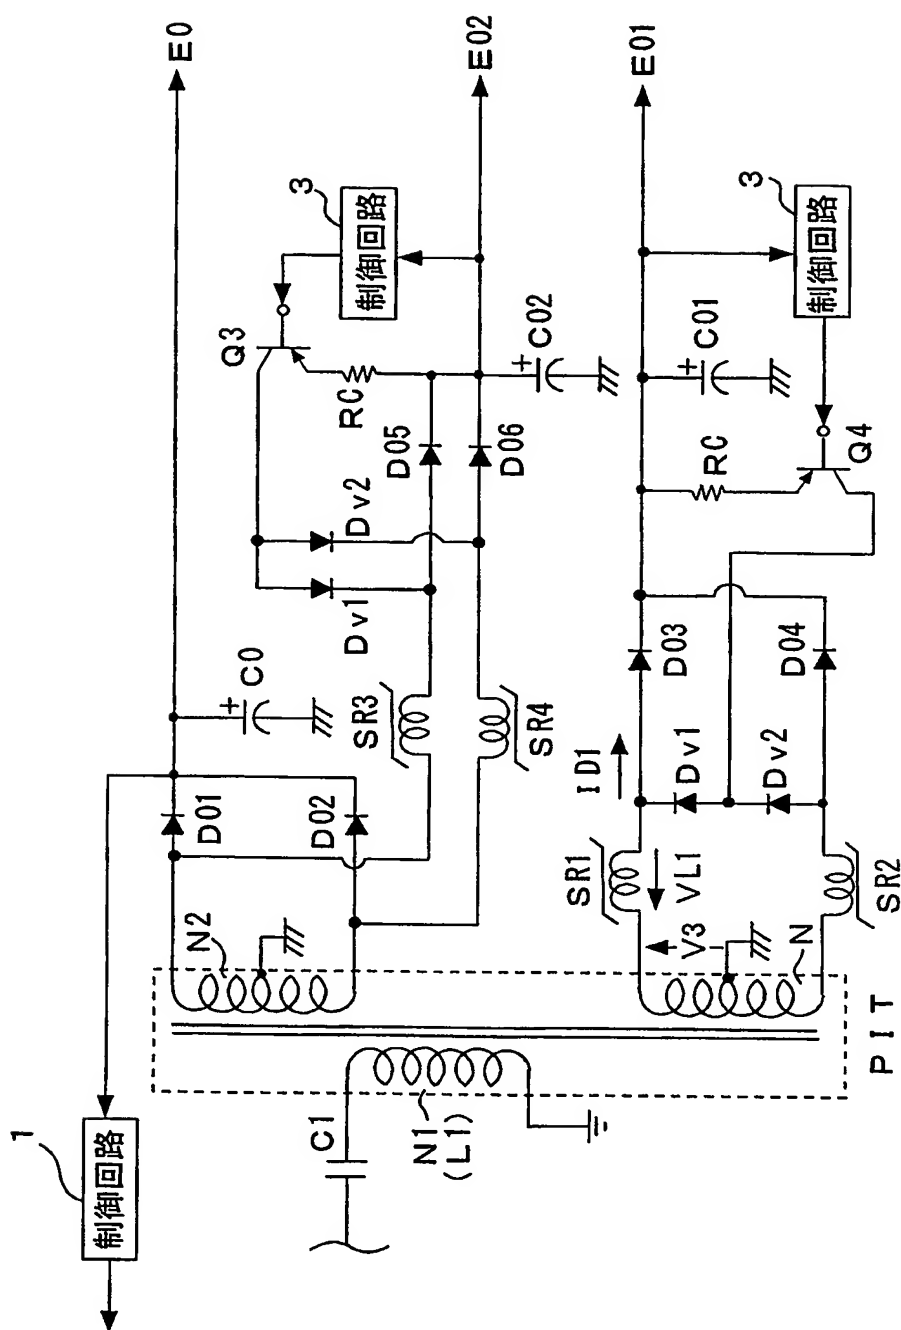 1
制御回路
E0
N2
D01
C0
Q3
3
制御回路
C1
D02
Dv1
Dv2
RC
SR3
D05
N1
(L1)
E02
SR4
D06
C02
SR1
ID1
D03
E01
VL1
V3
Dv1
RC
C01
3
制御回路
Dv2
D04
N
SR2
Q4
PIT